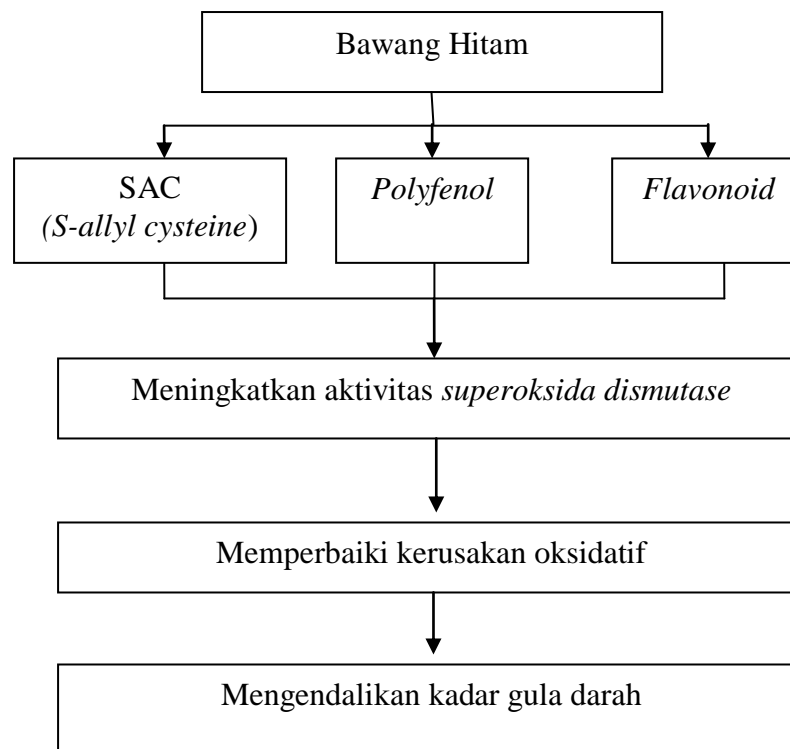 Bawang Hitam
SAC
(S-allyl cysteine)
Polyfenol
Flavonoid
Meningkatkan aktivitas superoksida dismutase
Memperbaiki kerusakan oksidatif
Mengendalikan kadar gula darah